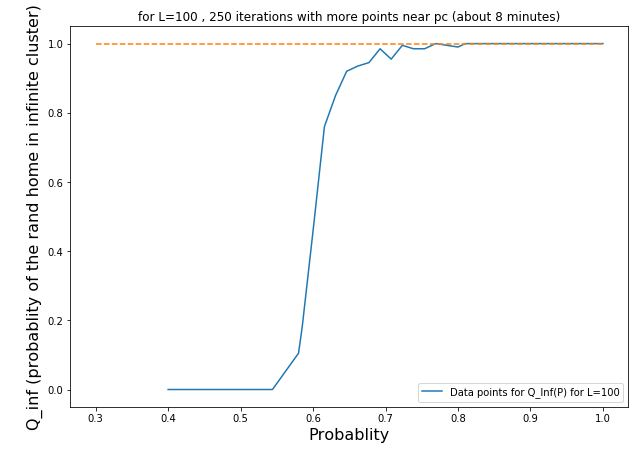 for L=100 , 250 iterations with more points near pc (about 8 minutes)
Q_inf (probablity of the rand home in infinite cluster)
1.0
0.8
0.6
0.4
0.2
0.0
Data points for Q_Inf(P) for L=100
0.3 0.4 0.5 0.6 0.7 0.8 0.9 1.0
Probablity